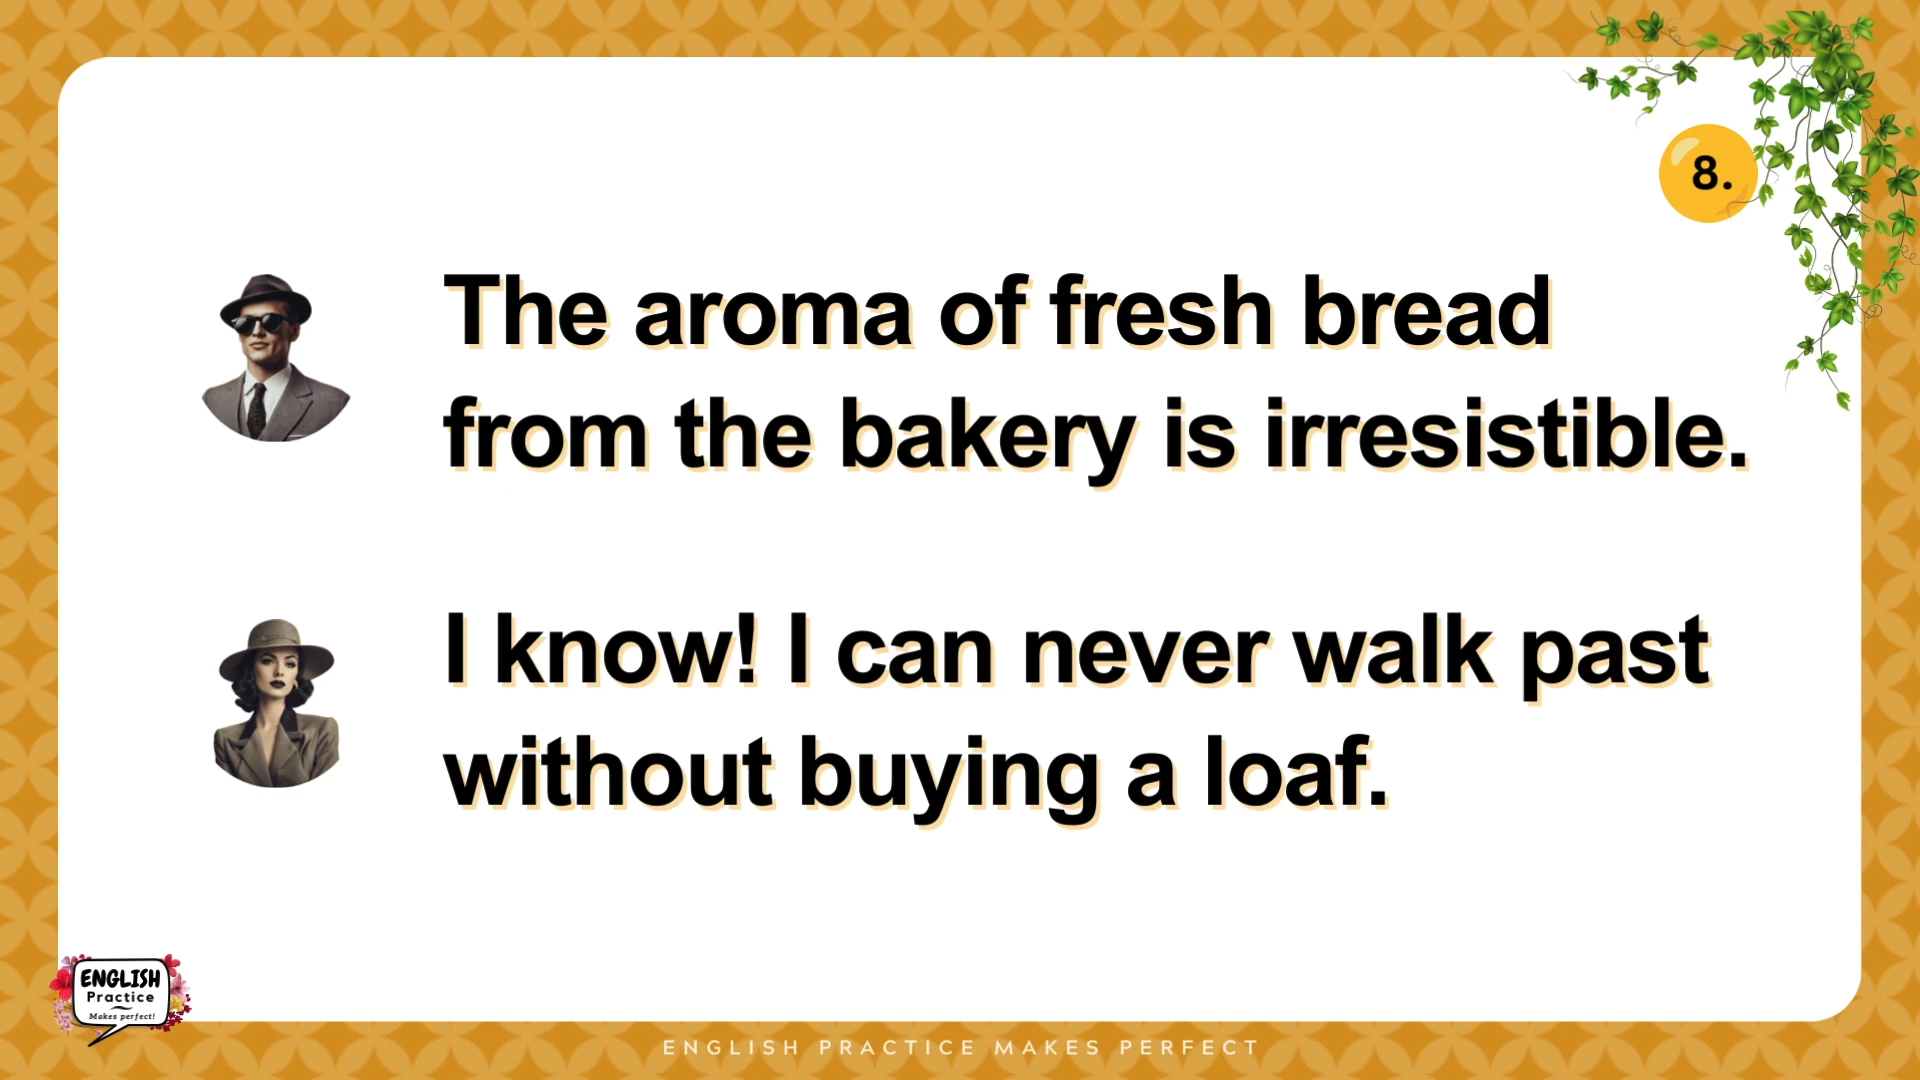 8.
The aroma of fresh bread
from the bakery is irresistible.
I know! I can never walk past
without buying a loaf.
ENGLISH
Practice
Makes perfect!
ENGLISH PRACTICE MAKES PERFECT